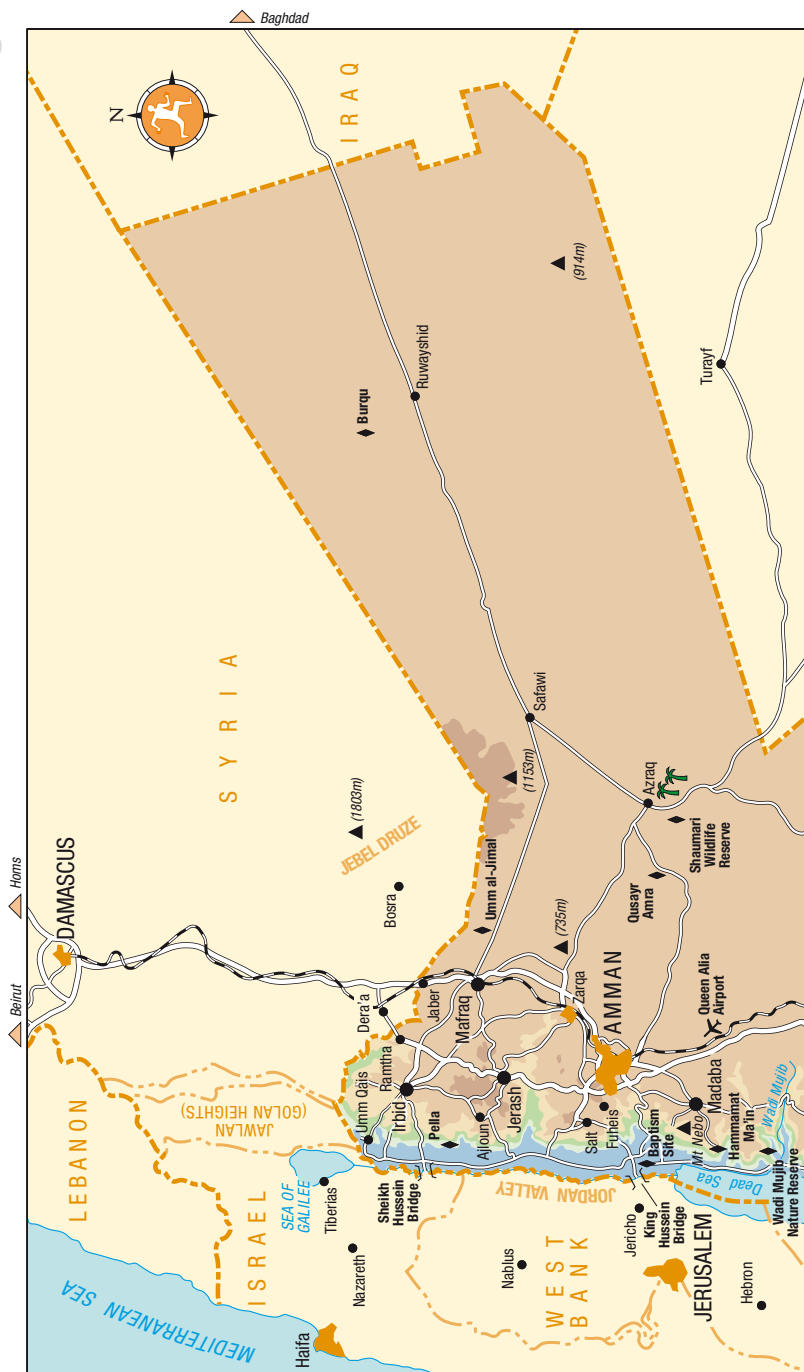 Baghdad
N
IRAQ
(914m)
Ruwayshid
Burqu
Turayf
SYRIA
Safawi
(1153m)
(1803m)
JEBEL DRUZE
Azraq
Shaumari
Wildlife
Reserve
Qusayr
Amra
Homs
DAMASCUS
Bosra
Umm al-Jimal
(735m)
Beirut
Dera'a
Jaber
Mafraq
Zarqa
AMMAN
Queen Alia
Airport
Ramtha
Umm Qais
Irbid
Pella
Ajloun
Jerash
Salt
Fuheis
Baptism
Site
Mt Nebo
Madaba
Hammamat
Ma'in
Wadi Mujib
Wadi Mujib
Nature Reserve
Dead Sea
JAWLAN
(GOLAN HEIGHTS)
LEBANON
ISRAEL
SEA OF
GALILEE
Tiberias
Sheikh
Hussein
Bridge
JORDAN VALLEY
King
Hussein
Bridge
Jericho
JERUSALEM
WEST
BANK
Nablus
Nazareth
Hebron
Haifa
MEDITERRANEAN SEA